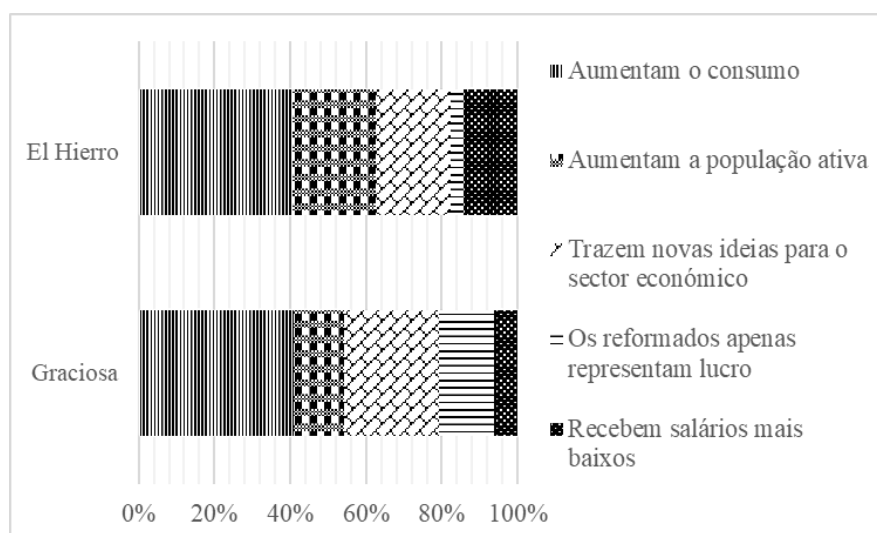 El Hierro
Graciosa
0% 20% 40% 60% 80% 100%
Aumentam o consumo
Aumentam a população ativa
Trazem novas ideias para o
sector económico
Os reformados apenas
representam lucro
Recebem salários mais
baixos